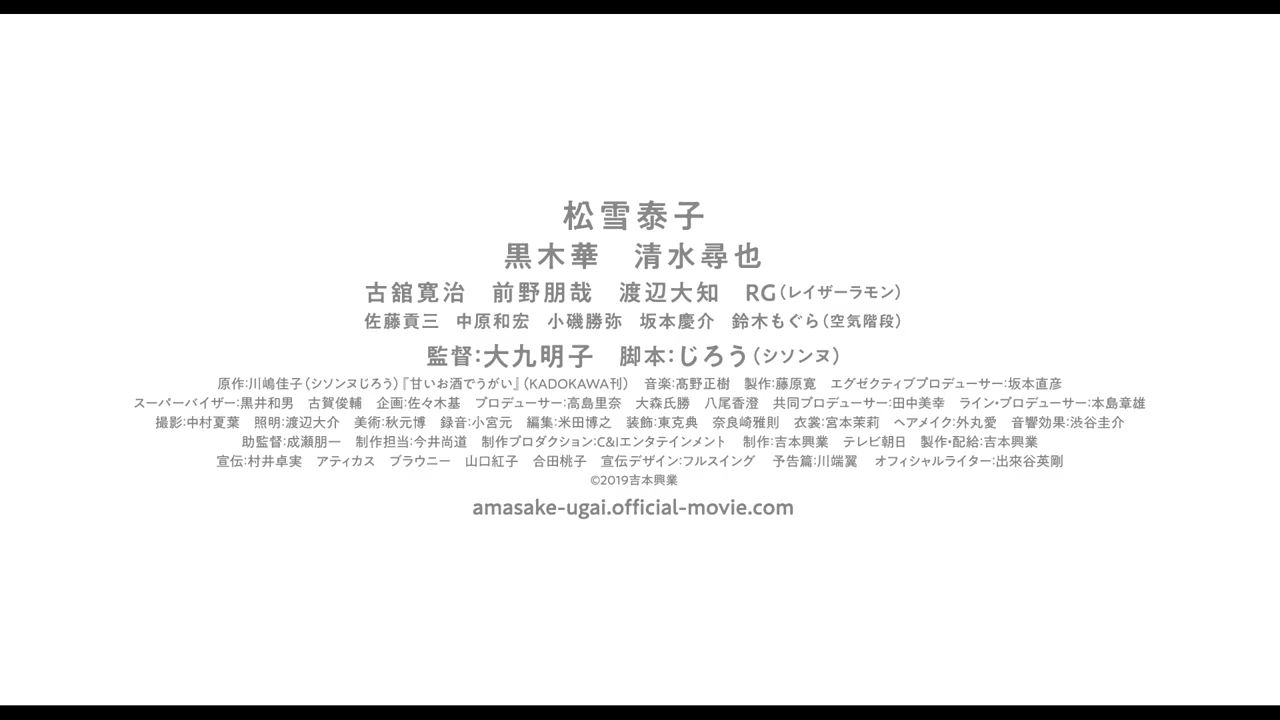 松雪泰子
黒木華　清水尋也
古舘寛治　前野朋哉　渡辺大知　RG（レイザーラモン）
佐藤貢三　中原和宏　小磯勝弥　坂本慶介　鈴木もぐら（空気階段）
監督：大九明子　脚本：じろう（シソンヌ）
原作：川嶋佳子（シソンヌじろう）『甘いお酒でうがい』（KADOKAWA刊）　音楽：髙野正樹　製作：藤原寛　エグゼクティブプロデューサー：坂本直彦
スーパーバイザー：黒井和男　古賀俊輔　企画：佐々木基　プロデューサー：高島里奈　大森氏勝　八尾香澄　共同プロデューサー：田中美幸　ライン・プロデューサー：本島章雄
撮影：中村夏葉　照明：渡辺大介　美術：秋元博　録音：小宮元　編集：米田博之　装飾：東克典　奈良崎雅則　衣裳：宮本茉莉　ヘアメイク：外丸愛　音響効果：渋谷圭介
助監督：成瀬朋一　制作担当：今井尚道　制作プロダクション：C&Iエンタテインメント　制作：吉本興業　テレビ朝日　製作・配給：吉本興業
宣伝：村井卓実　アティカス　ブラウニー　山口紅子　合田桃子　宣伝デザイン：フルスイング　予告篇：川端翼　オフィシャルライター：出來谷英剛
©2019吉本興業
amasake-ugai.official-movie.com